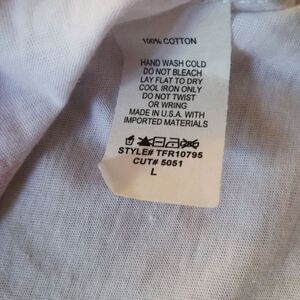 100% COTTON
HAND WASH COLD
DO NOT BLEACH
LAY FLAT TO DRY
COOL IRON ONLY
DO NOT TWIST
OR WRING
MADE IN U.S.A. WITH
IMPORTED MATERIALS
STYLE# TFR10795
CUT# 5051
L